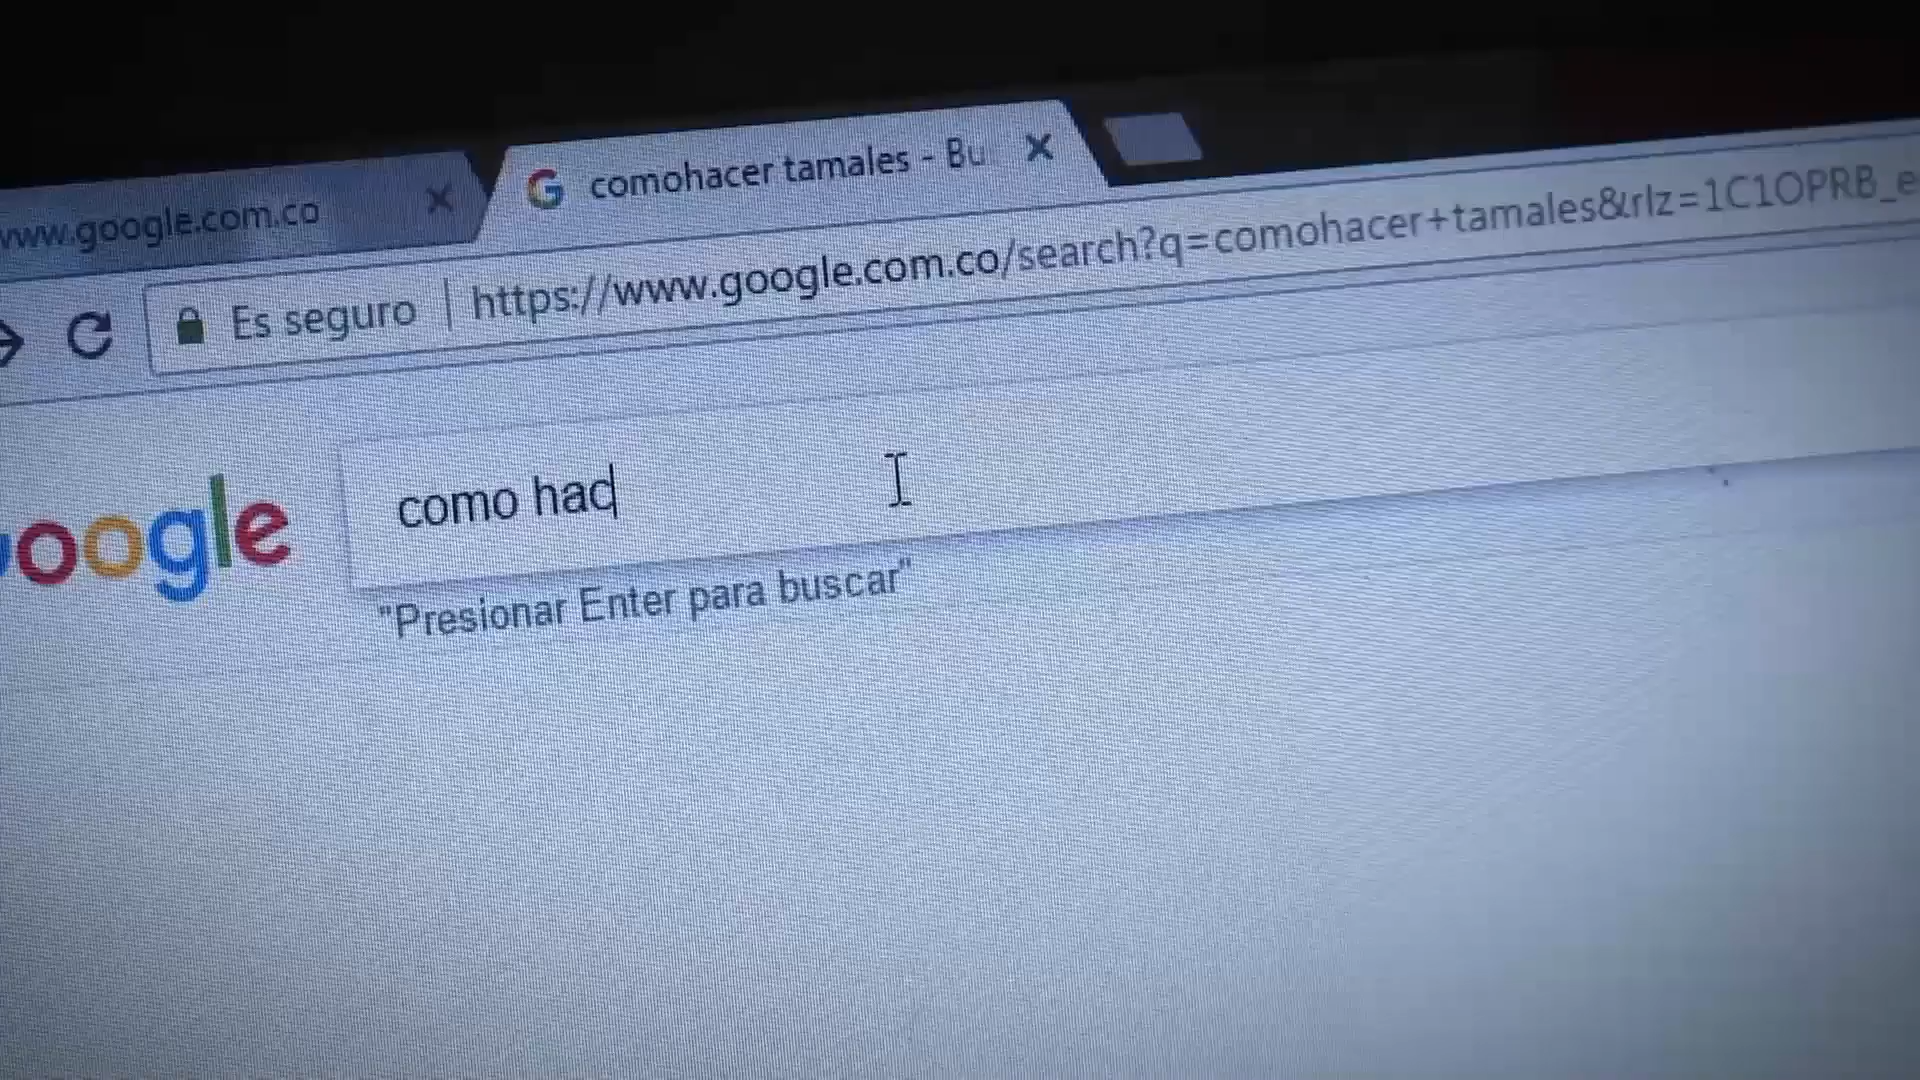 www.google.com.co
comohacer tamales - Bu
Es seguro | https://www.google.com.co/search?q=comohacer+tamales&rlz=1C1OPRB_e
oogle
como hac
"Presionar Enter para buscar"